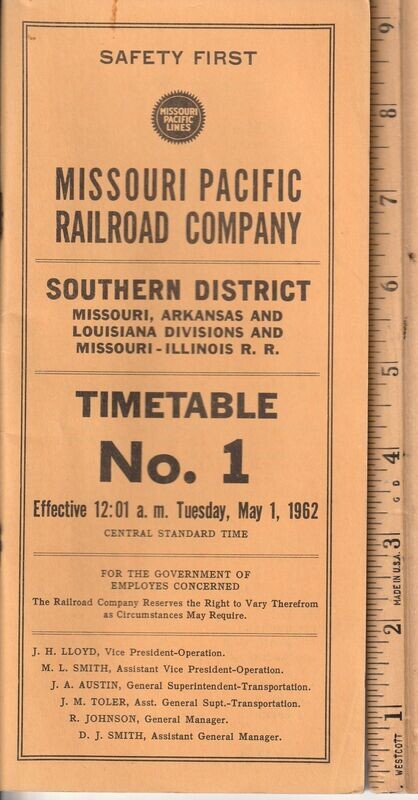 SAFETY FIRST
MISSOURI
PACIFIC
LINES
MISSOURI PACIFIC
RAILROAD COMPANY
SOUTHERN DISTRICT
MISSOURI, ARKANSAS AND
LOUISIANA DIVISIONS AND
MISSOURI-ILLINOIS R. R.
TIMETABLE
No. 1
Effective 12:01 a. m. Tuesday, May 1, 1962
CENTRAL STANDARD TIME
FOR THE GOVERNMENT OF
EMPLOYES CONCERNED
The Railroad Company Reserves the Right to Vary Therefrom
as Circumstances May Require.
J. H. LLOYD, Vice President-Operation.
M. L. SMITH, Assistant Vice President-Operation.
J. A. AUSTIN, General Superintendent-Transportation.
J. M. TOLER, Asst. General Supt.-Transportation.
R. JOHNSON, General Manager.
D. J. SMITH, Assistant General Manager.
WESTCOTT
1
2
MADE IN U.S.A.
3
G D
4
5
6
7
8
9